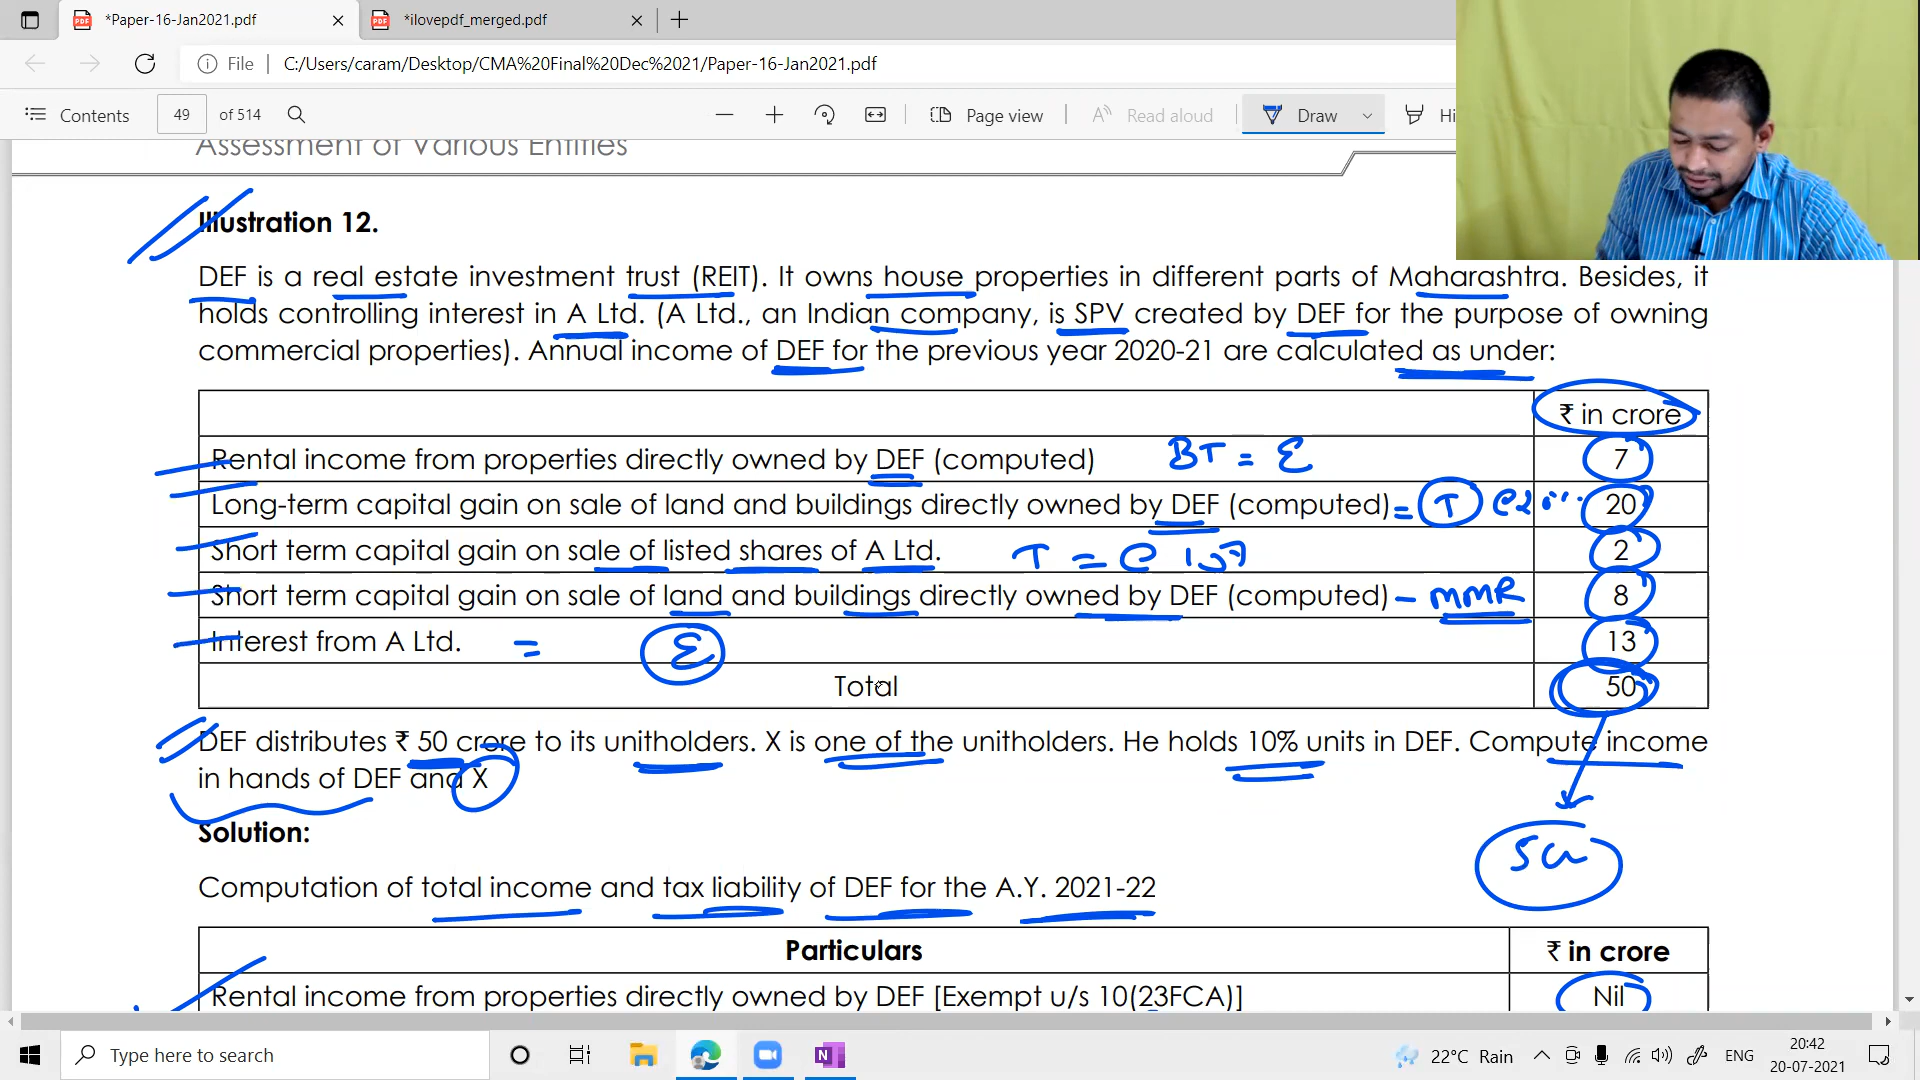 *Paper-16-Jan2021.pdf
*ilovepdf_merged.pdf
File C:/Users/caram/Desktop/CMA%20Final%20Dec%2021/Paper-16-Jan2021.pdf
Contents 49 of 514 Page view Read aloud Draw Hi
Assessment of Various Entities
Illustration 12.
DEF is a real estate investment trust (REIT). It owns house properties in different parts of Maharashtra. Besides, it
holds controlling interest in A Ltd. (A Ltd., an Indian company, is SPV created by DEF for the purpose of owning
commercial properties). Annual income of DEF for the previous year 2020-21 are calculated as under:
₹ in crore
Rental income from properties directly owned by DEF (computed) BT = E 7
Long-term capital gain on sale of land and buildings directly owned by DEF (computed) = T 20
Short term capital gain on sale of listed shares of A Ltd. T = @ 2
Short term capital gain on sale of land and buildings directly owned by DEF (computed) - MMR 8
Interest from A Ltd. = E 13
Total 50
DEF distributes ₹ 50 crore to its unitholders. X is one of the unitholders. He holds 10% units in DEF. Compute income
in hands of DEF and X
5 Cr
Solution:
Computation of total income and tax liability of DEF for the A.Y. 2021-22
Particulars ₹ in crore
Rental income from properties directly owned by DEF [Exempt u/s 10(23FCA)] Nil
Type here to search
22°C Rain ENG 20:42
20-07-2021